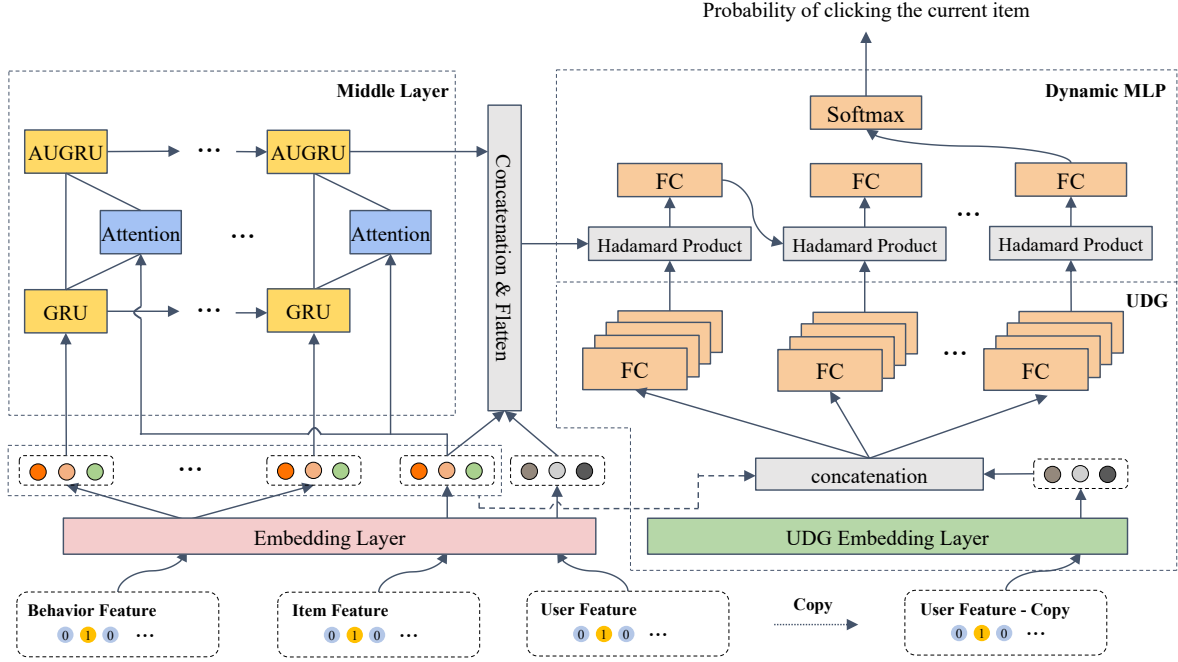 Probability of clicking the current item
Middle Layer
Dynamic MLP
AUGRU
...
AUGRU
Softmax
Concatenation & Flatten
FC
FC
FC
Attention
...
Attention
...
Hadamard Product
Hadamard Product
Hadamard Product
GRU
...
GRU
UDG
FC
FC
...
FC
...
concatenation
Embedding Layer
UDG Embedding Layer
Behavior Feature
0 1 0 ...
Item Feature
0 1 0 ...
User Feature
0 1 0 ...
Copy
User Feature - Copy
0 1 0 ...